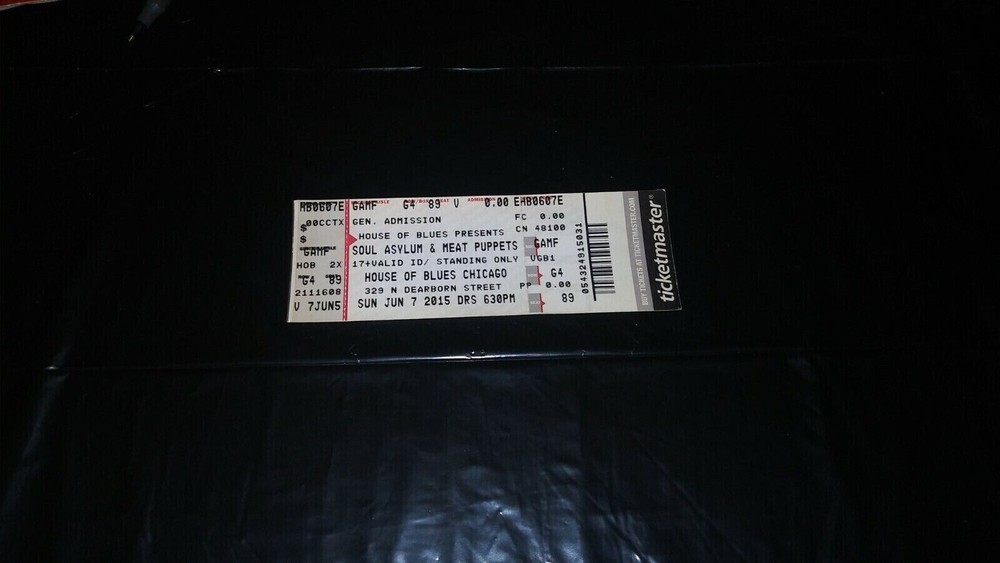 HB0607E
$ .00CCTX
$
GAMF
HOB 2X
G4 89
2111608
V 7JUN5
GAMF G4 89 V 0.00 EHB0607E
GEN. ADMISSION FC 0.00
HOUSE OF BLUES PRESENTS CN 48100
SOUL ASYLUM & MEAT PUPPETS GAMF
17+VALID ID/ STANDING ONLY VGB1
HOUSE OF BLUES CHICAGO G4
329 N DEARBORN STREET PP 0.00
SUN JUN 7 2015 DRS 630PM 89
054324915031
BUY TICKETS AT TICKETMASTER.COM
ticketmaster®